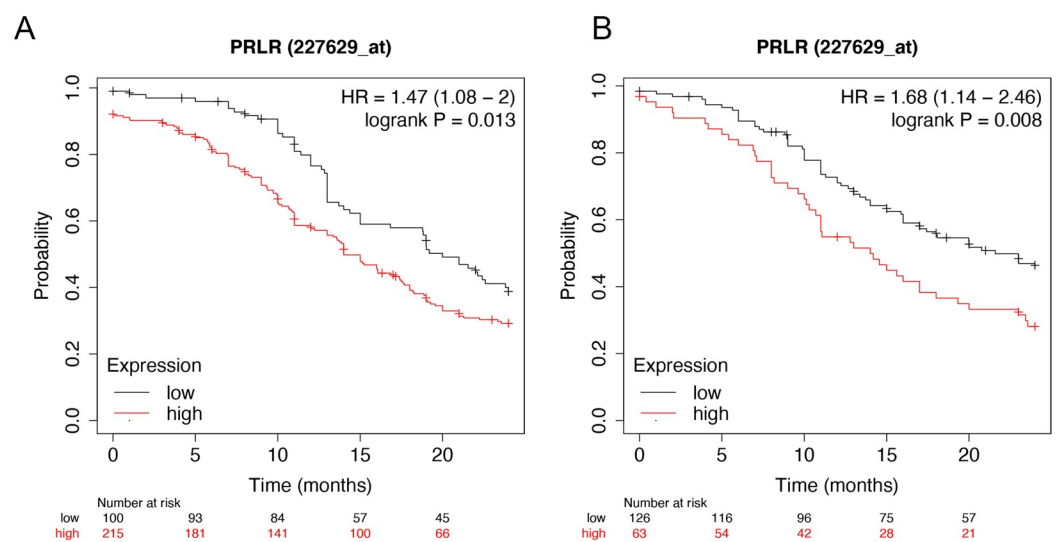 A
PRLR (227629_at)
HR = 1.47 (1.08 − 2)
logrank P = 0.013
Probability
1.0
0.8
0.6
0.4
0.2
0.0
Expression
low
high
0 5 10 15 20
Time (months)
Number at risk
low 100 93 84 57 45
high 215 181 141 100 66
B
PRLR (227629_at)
HR = 1.68 (1.14 − 2.46)
logrank P = 0.008
Probability
1.0
0.8
0.6
0.4
0.2
0.0
Expression
low
high
0 5 10 15 20
Time (months)
Number at risk
low 126 116 96 75 57
high 63 54 42 28 21